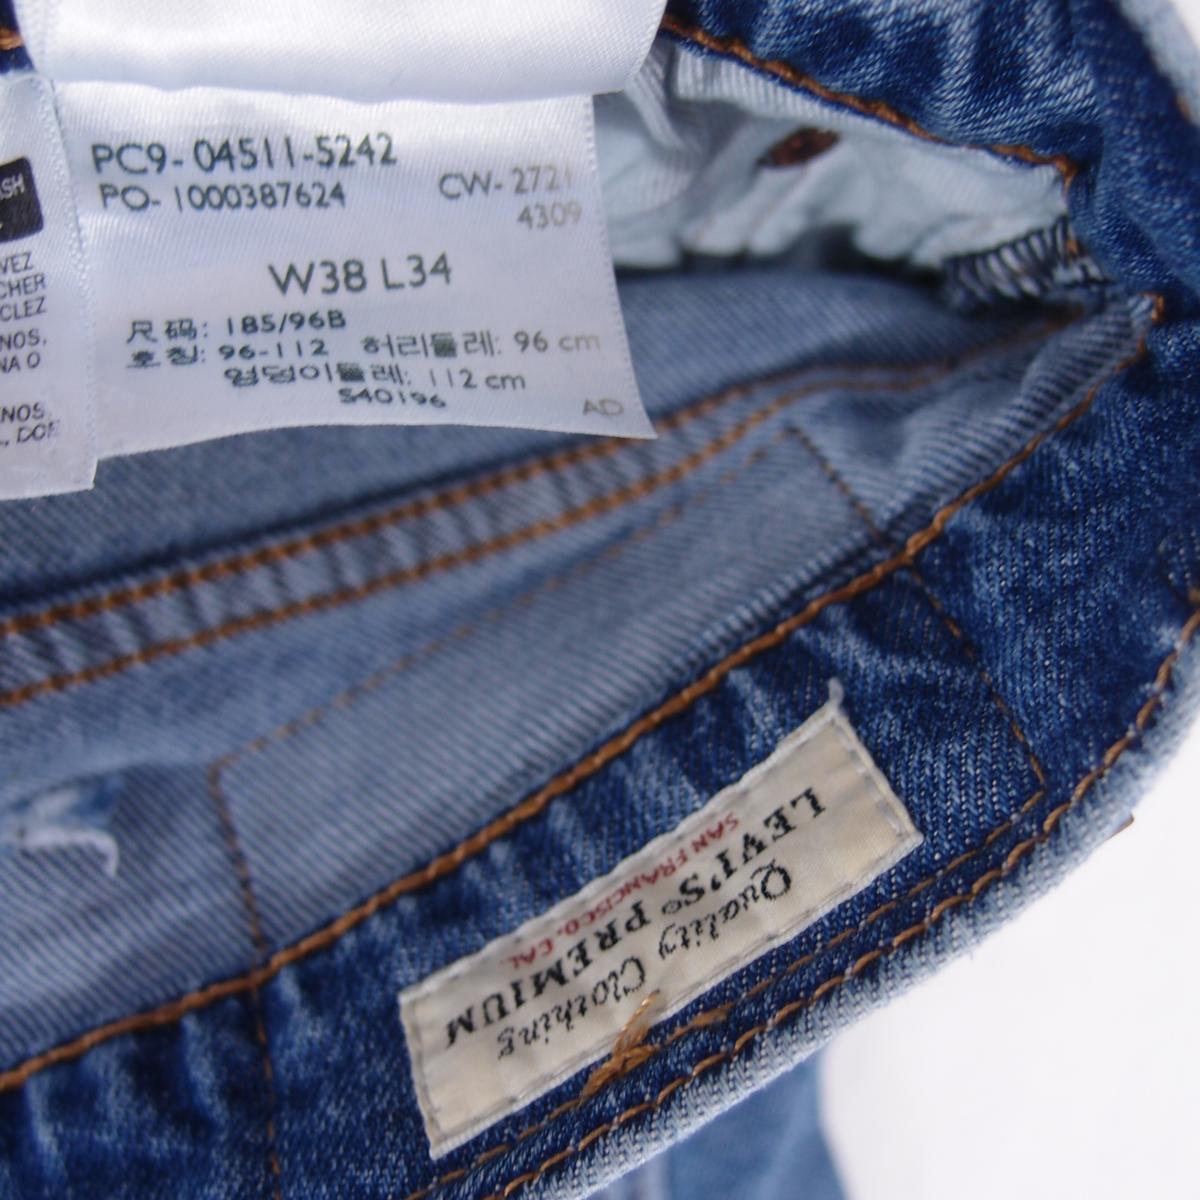 PC9-04511-5242
PO-1000387624
CW-2721
4309
W38 L34
尺码: 185/96B
호칭: 96-112 허리둘레: 96 cm
엉덩이둘레: 112 cm
S40196
AD
VEZ
CHER
CLEZ
NOS.
NA O
NOS.
Quality Clothing
LEVI'S® PREMIUM
SAN FRANCISCO, CAL